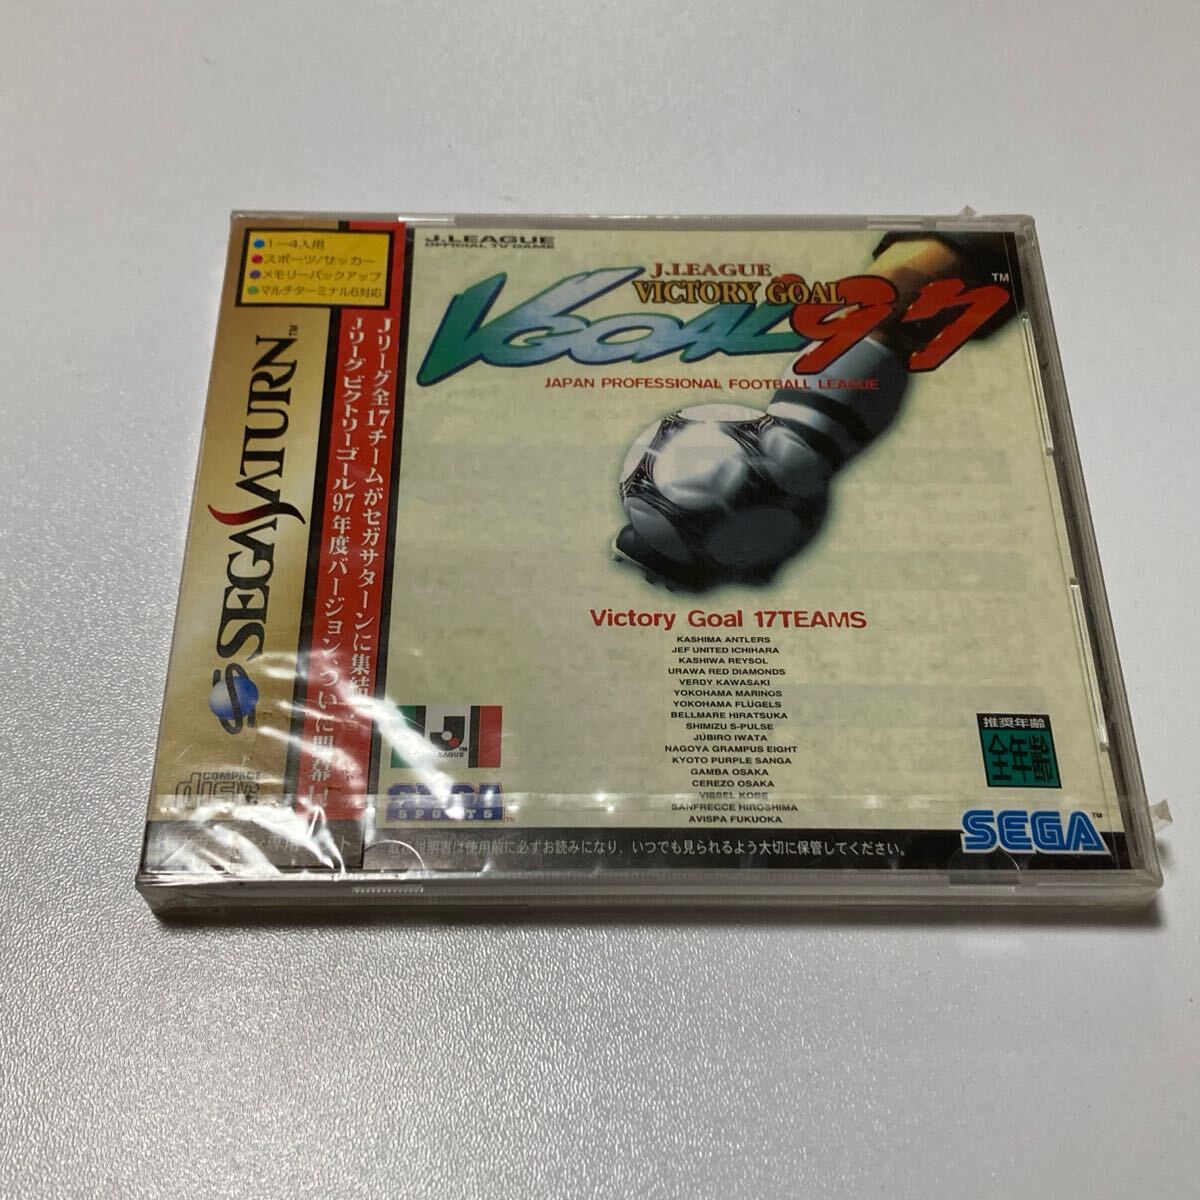 1〜4人用
スポーツ/サッカー
メモリーバックアップ
マルチターミナル6対応
SEGA SATURN™
COMPACT
disc
Jリーグ全17チームがセガサターンに集結
Jリーグ ビクトリーゴール'97年度バージョン、ついに開幕!!
J.LEAGUE
OFFICIAL TV GAME
J.LEAGUE
VICTORY GOAL
VGOAL'97™
JAPAN PROFESSIONAL FOOTBALL LEAGUE
Victory Goal 17TEAMS
KASHIMA ANTLERS
JEF UNITED ICHIHARA
KASHIWA REYSOL
URAWA RED DIAMONDS
VERDY KAWASAKI
YOKOHAMA MARINOS
YOKOHAMA FLÜGELS
BELLMARE HIRATSUKA
SHIMIZU S-PULSE
JÚBIRO IWATA
NAGOYA GRAMPUS EIGHT
KYOTO PURPLE SANGA
GAMBA OSAKA
CEREZO OSAKA
VISSEL KOBE
SANFRECCE HIROSHIMA
AVISPA FUKUOKA
J™
LEAGUE
SEGA
SPORTS™
推奨年齢
全年齢
SEGA™
取扱説明書は使用前に必ずお読みになり、いつでも見られるよう大切に保管してください。